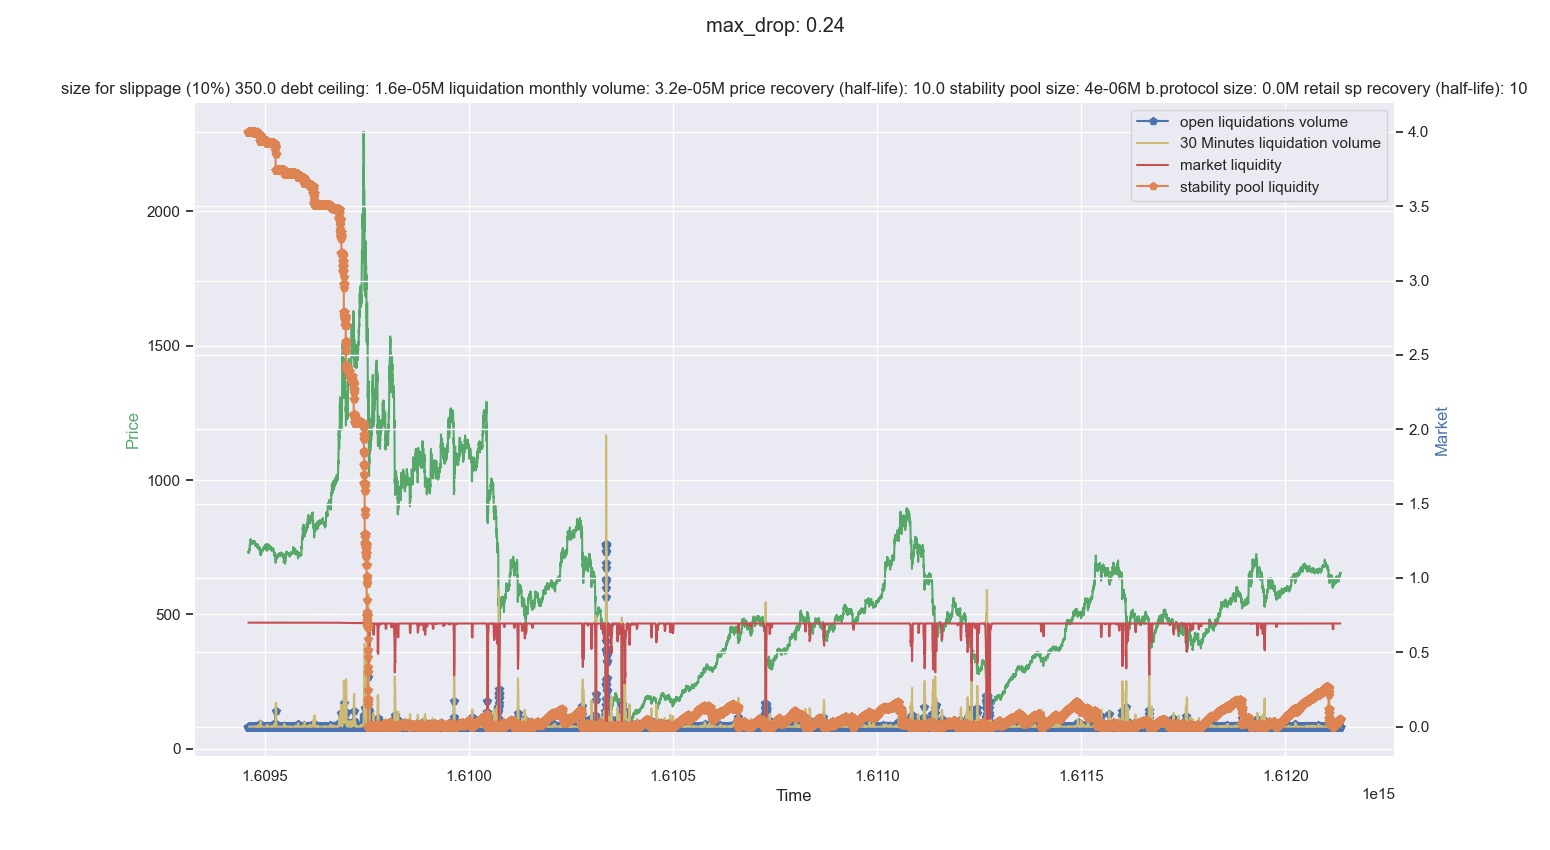 max_drop: 0.24
size for slippage (10%) 350.0 debt ceiling: 1.6e-05M liquidation monthly volume: 3.2e-05M price recovery (half-life): 10.0 stability pool size: 4e-06M b.protocol size: 0.0M retail sp recovery (half-life): 10
open liquidations volume
30 Minutes liquidation volume
market liquidity
stability pool liquidity
Price
2000
1500
1000
500
0
Market
4.0
3.5
3.0
2.5
2.0
1.5
1.0
0.5
0.0
1.6095 1.6100 1.6105 1.6110 1.6115 1.6120
Time
1e15